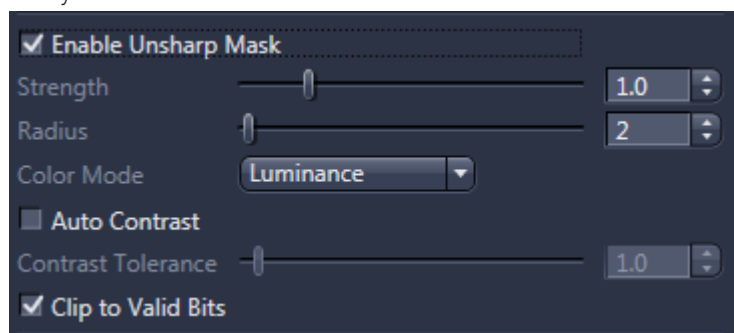 Enable Unsharp Mask
Strength 1.0
Radius 2
Color Mode Luminance
Auto Contrast
Contrast Tolerance 1.0
Clip to Valid Bits